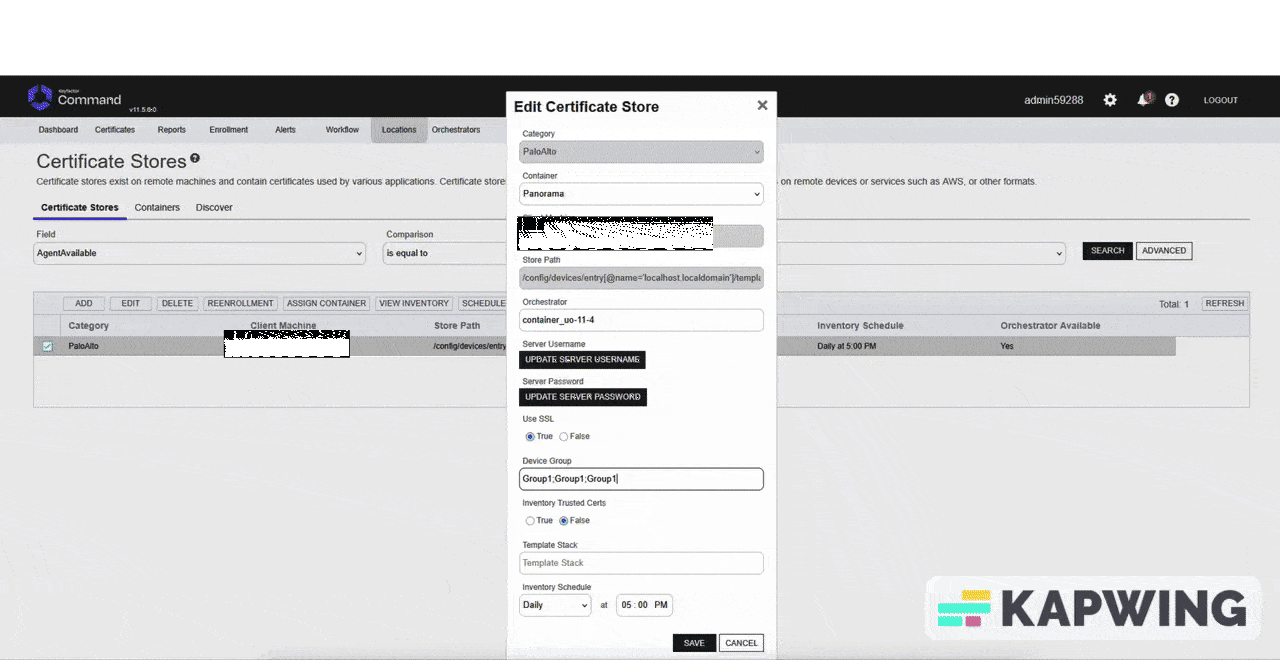 Keyfactor
Command
v11.5.6.0
admin59288
1
?
LOGOUT
Dashboard Certificates Reports Enrollment Alerts Workflow Locations Orchestrators
Certificate Stores ?
Certificate stores exist on remote machines and contain certificates used by various applications. Certificate store
on remote devices or services such as AWS, or other formats.
Certificate Stores Containers Discover
Field Comparison
AgentAvailable is equal to
SEARCH ADVANCED
ADD EDIT DELETE REENROLLMENT ASSIGN CONTAINER VIEW INVENTORY SCHEDULE
Total: 1 REFRESH
Category Client Machine Store Path Inventory Schedule Orchestrator Available
PaloAlto /config/devices/entry Daily at 5:00 PM Yes
Edit Certificate Store
Category
PaloAlto
Container
Panorama
Store Path
/config/devices/entry[@name='localhost.localdomain']/templa
Orchestrator
container_uo-11-4
Server Username
UPDATE SERVER USERNAME
Server Password
UPDATE SERVER PASSWORD
Use SSL
True False
Device Group
Group1;Group1;Group1
Inventory Trusted Certs
True False
Template Stack
Template Stack
Inventory Schedule
Daily at 05 : 00 PM
SAVE CANCEL
KAPWING